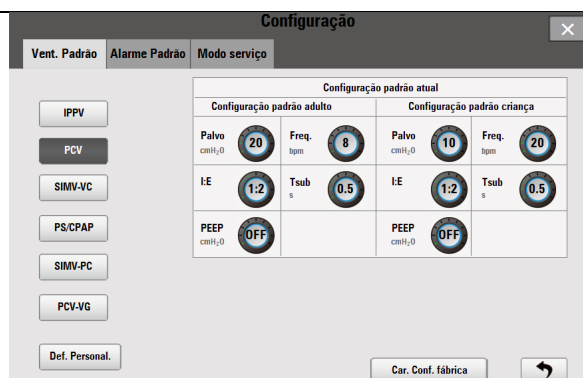 Configuração
Vent. Padrão Alarme Padrão Modo serviço
Configuração padrão atual
Configuração padrão adulto Configuração padrão criança
IPPV
PCV
SIMV-VC
PS/CPAP
SIMV-PC
PCV-VG
Def. Personal.
Palvo cmH₂O 20 Freq. bpm 8 Palvo cmH₂O 10 Freq. bpm 20
I:E 1:2 Tsub s 0.5 I:E 1:2 Tsub s 0.5
PEEP cmH₂O OFF PEEP cmH₂O OFF
Car. Conf. fábrica